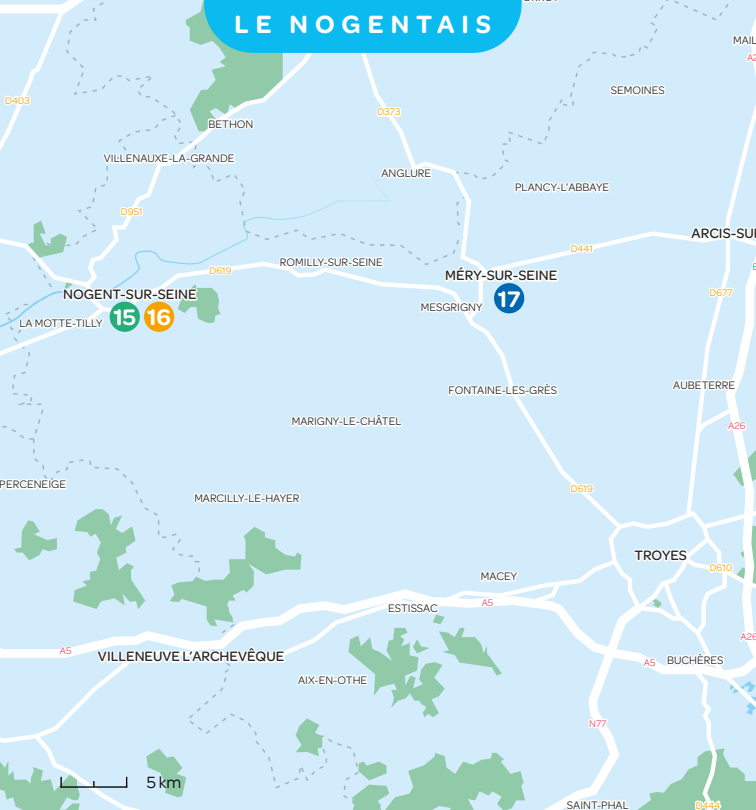 LE NOGENTAIS
MAIL
A2
SEMOINES
D403
D373
BETHON
VILLENAUXE-LA-GRANDE
ANGLURE
PLANCY-L'ABBAYE
D951
ARCIS-SUR
D441
ROMILLY-SUR-SEINE
D619
MÉRY-SUR-SEINE
NOGENT-SUR-SEINE
17
D677
MESGRIGNY
LA MOTTE-TILLY
15
16
AUBETERRE
FONTAINE-LES-GRÈS
MARIGNY-LE-CHÂTEL
A26
PERCENEIGE
D619
MARCILLY-LE-HAYER
TROYES
D610
MACEY
A5
ESTISSAC
A26
A5
VILLENEUVE L'ARCHEVÊQUE
A5
BUCHÈRES
AIX-EN-OTHE
N77
5 km
SAINT-PHAL
D444